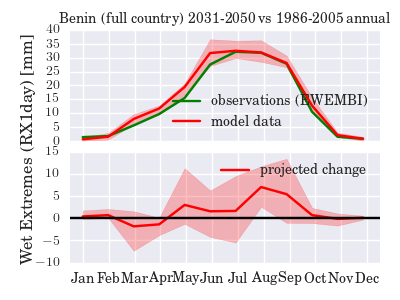 Benin (full country) 2031-2050 vs 1986-2005 annual
Wet Extremes (RX1day) [mm]
40
35
30
25
20
15
10
5
0
observations (EWEMBI)
model data
15
10
5
0
−5
−10
projected change
Jan Feb Mar Apr May Jun Jul Aug Sep Oct Nov Dec